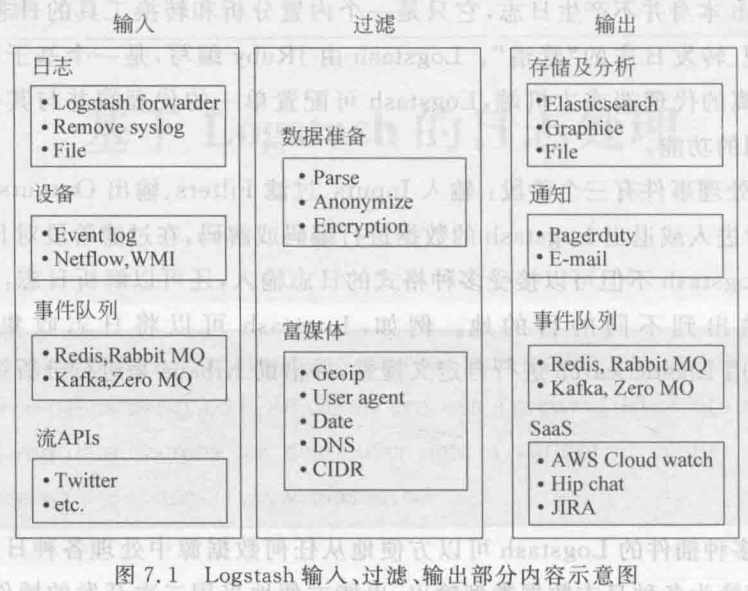 输入
日志
• Logstash forwarder
• Remove syslog
• File
设备
• Event log
• Netflow,WMI
事件队列
• Redis,Rabbit MQ
• Kafka,Zero MQ
流APIs
• Twitter
• etc.
过滤
数据准备
• Parse
• Anonymize
• Encryption
富媒体
• Geoip
• User agent
• Date
• DNS
• CIDR
输出
存储及分析
• Elasticsearch
• Graphice
• File
通知
• Pagerduty
• E-mail
事件队列
• Redis, Rabbit MQ
• Kafka, Zero MO
SaaS
• AWS Cloud watch
• Hip chat
• JIRA
图 7.1 Logstash 输入、过滤、输出部分内容示意图